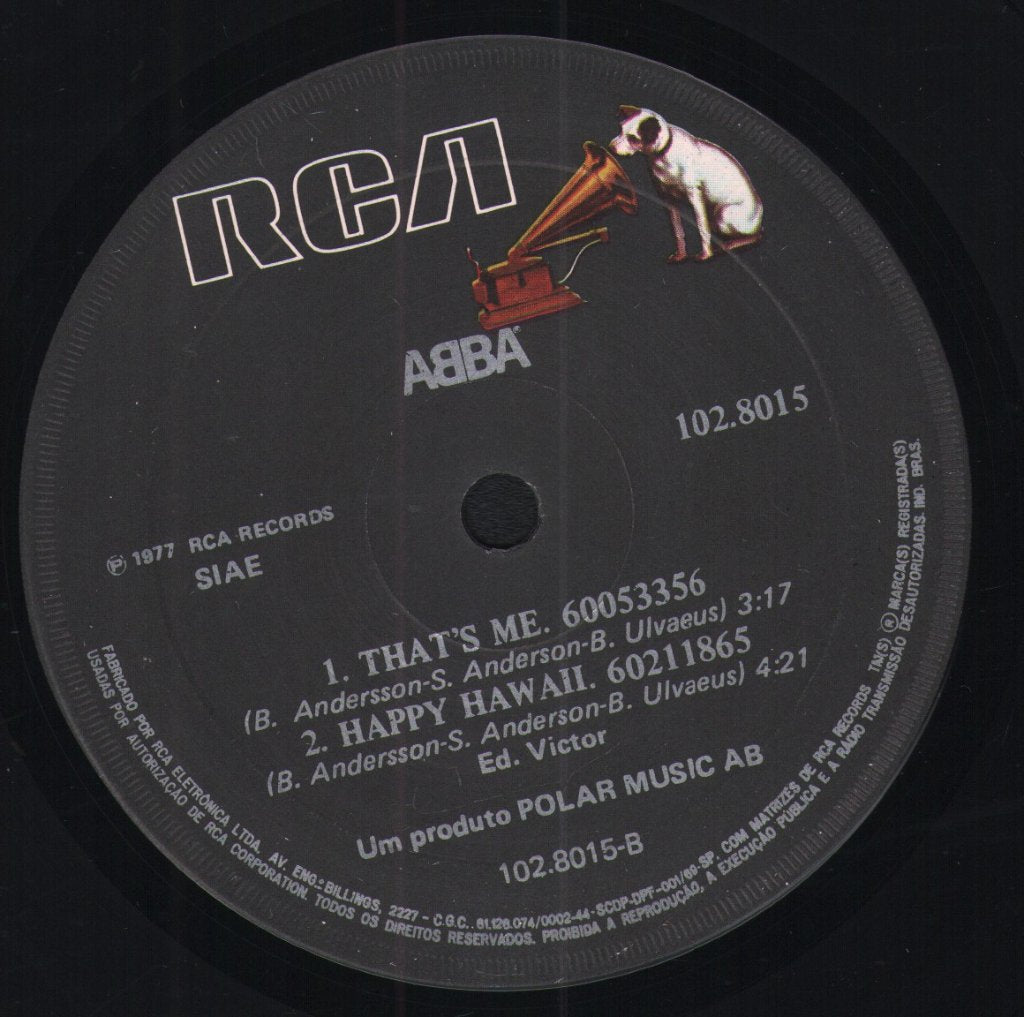 RCA
ABBA®
102.8015
℗ 1977 RCA RECORDS
SIAE
1. THAT'S ME. 60053356
(B. Andersson-S. Anderson-B. Ulvaeus) 3:17
2. HAPPY HAWAII. 60211865
(B. Andersson-S. Anderson-B. Ulvaeus) 4:21
Ed. Victor
Um produto POLAR MUSIC AB
102.8015-B
FABRICADO POR RCA ELETRÔNICA LTDA. AV. ENG.º BILLINGS, 2227 - C.G.C. 61.126.074/0002-44 - SCDP-DPF-001/69-SP. COM MATRIZES DE RCA RECORDS TM(S) ® MARCA(S) REGISTRADA(S)
USADAS POR AUTORIZAÇÃO DE RCA CORPORATION. TODOS OS DIREITOS RESERVADOS. PROIBIDA A REPRODUÇÃO, A EXECUÇÃO PÚBLICA E A RÁDIO TRANSMISSÃO DESAUTORIZADAS. IND. BRAS.